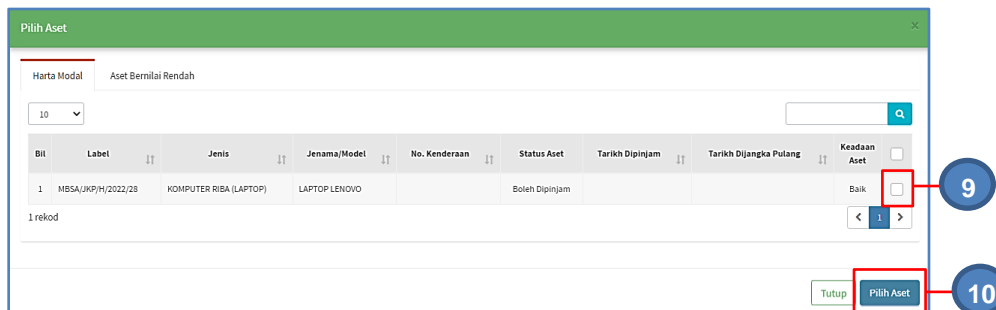 Pilih Aset ×
Harta Modal Aset Bernilai Rendah
10
Bil Label Jenis Jenama/Model No. Kenderaan Status Aset Tarikh Dipinjam Tarikh Dijangka Pulang Keadaan Aset
1 MBSA/JKP/H/2022/28 KOMPUTER RIBA (LAPTOP) LAPTOP LENOVO Boleh Dipinjam Baik
9
1 rekod < 1 >
Tutup Pilih Aset
10